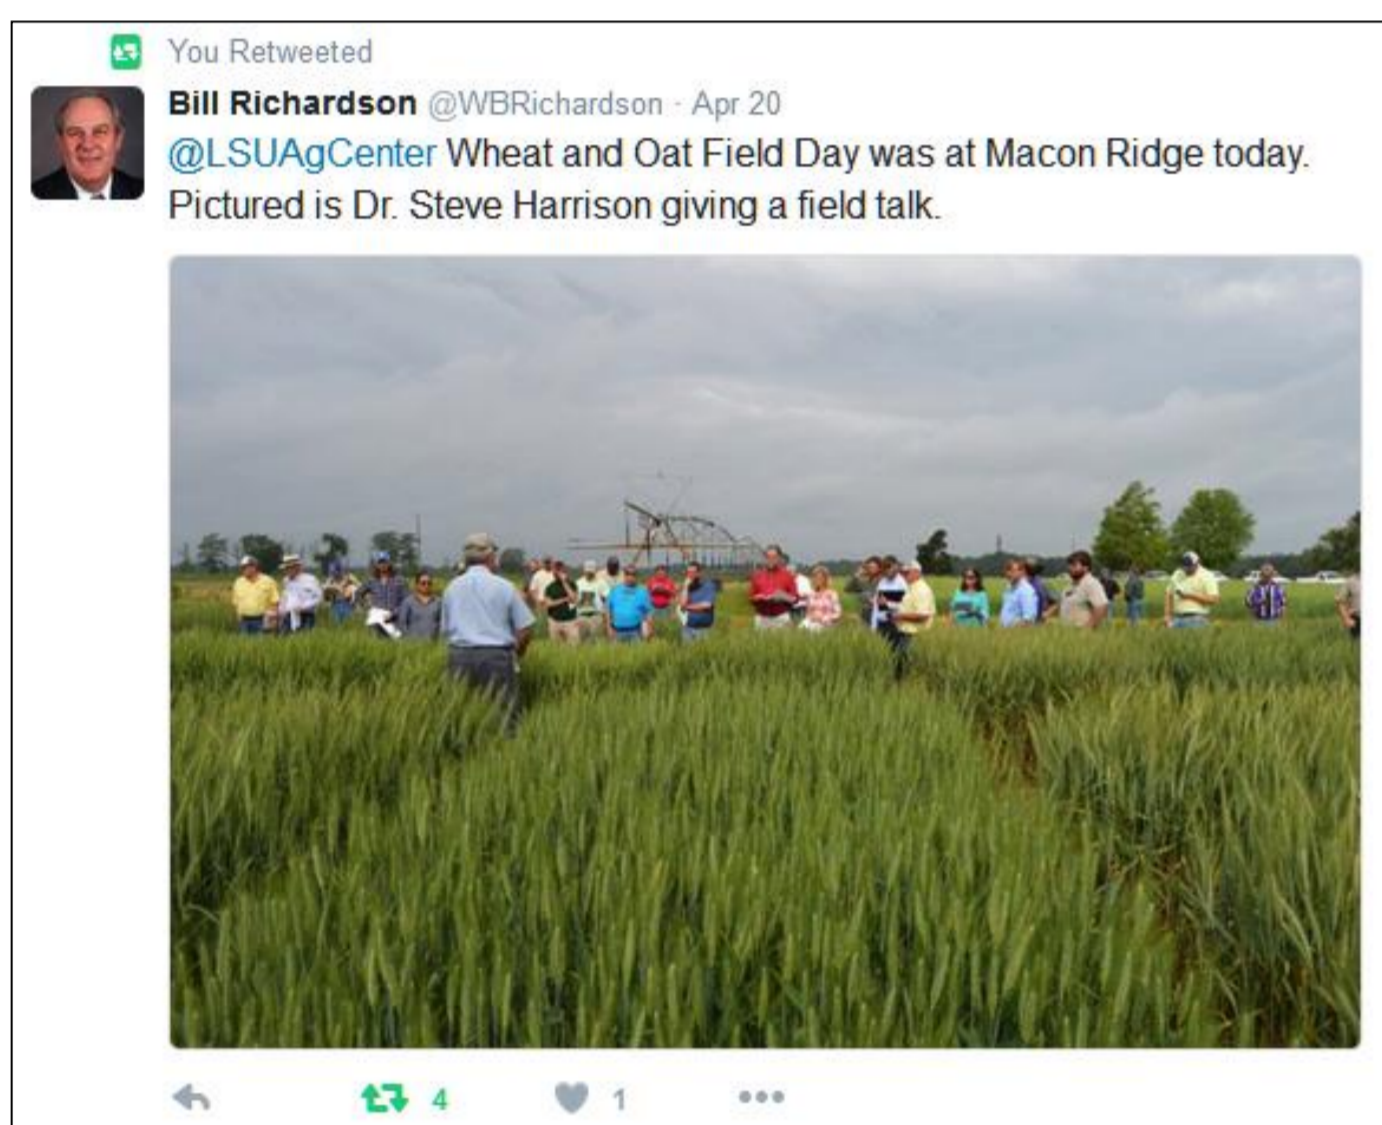 You Retweeted
Bill Richardson @WBRichardson · Apr 20
@LSUAgCenter Wheat and Oat Field Day was at Macon Ridge today.
Pictured is Dr. Steve Harrison giving a field talk.
4 1